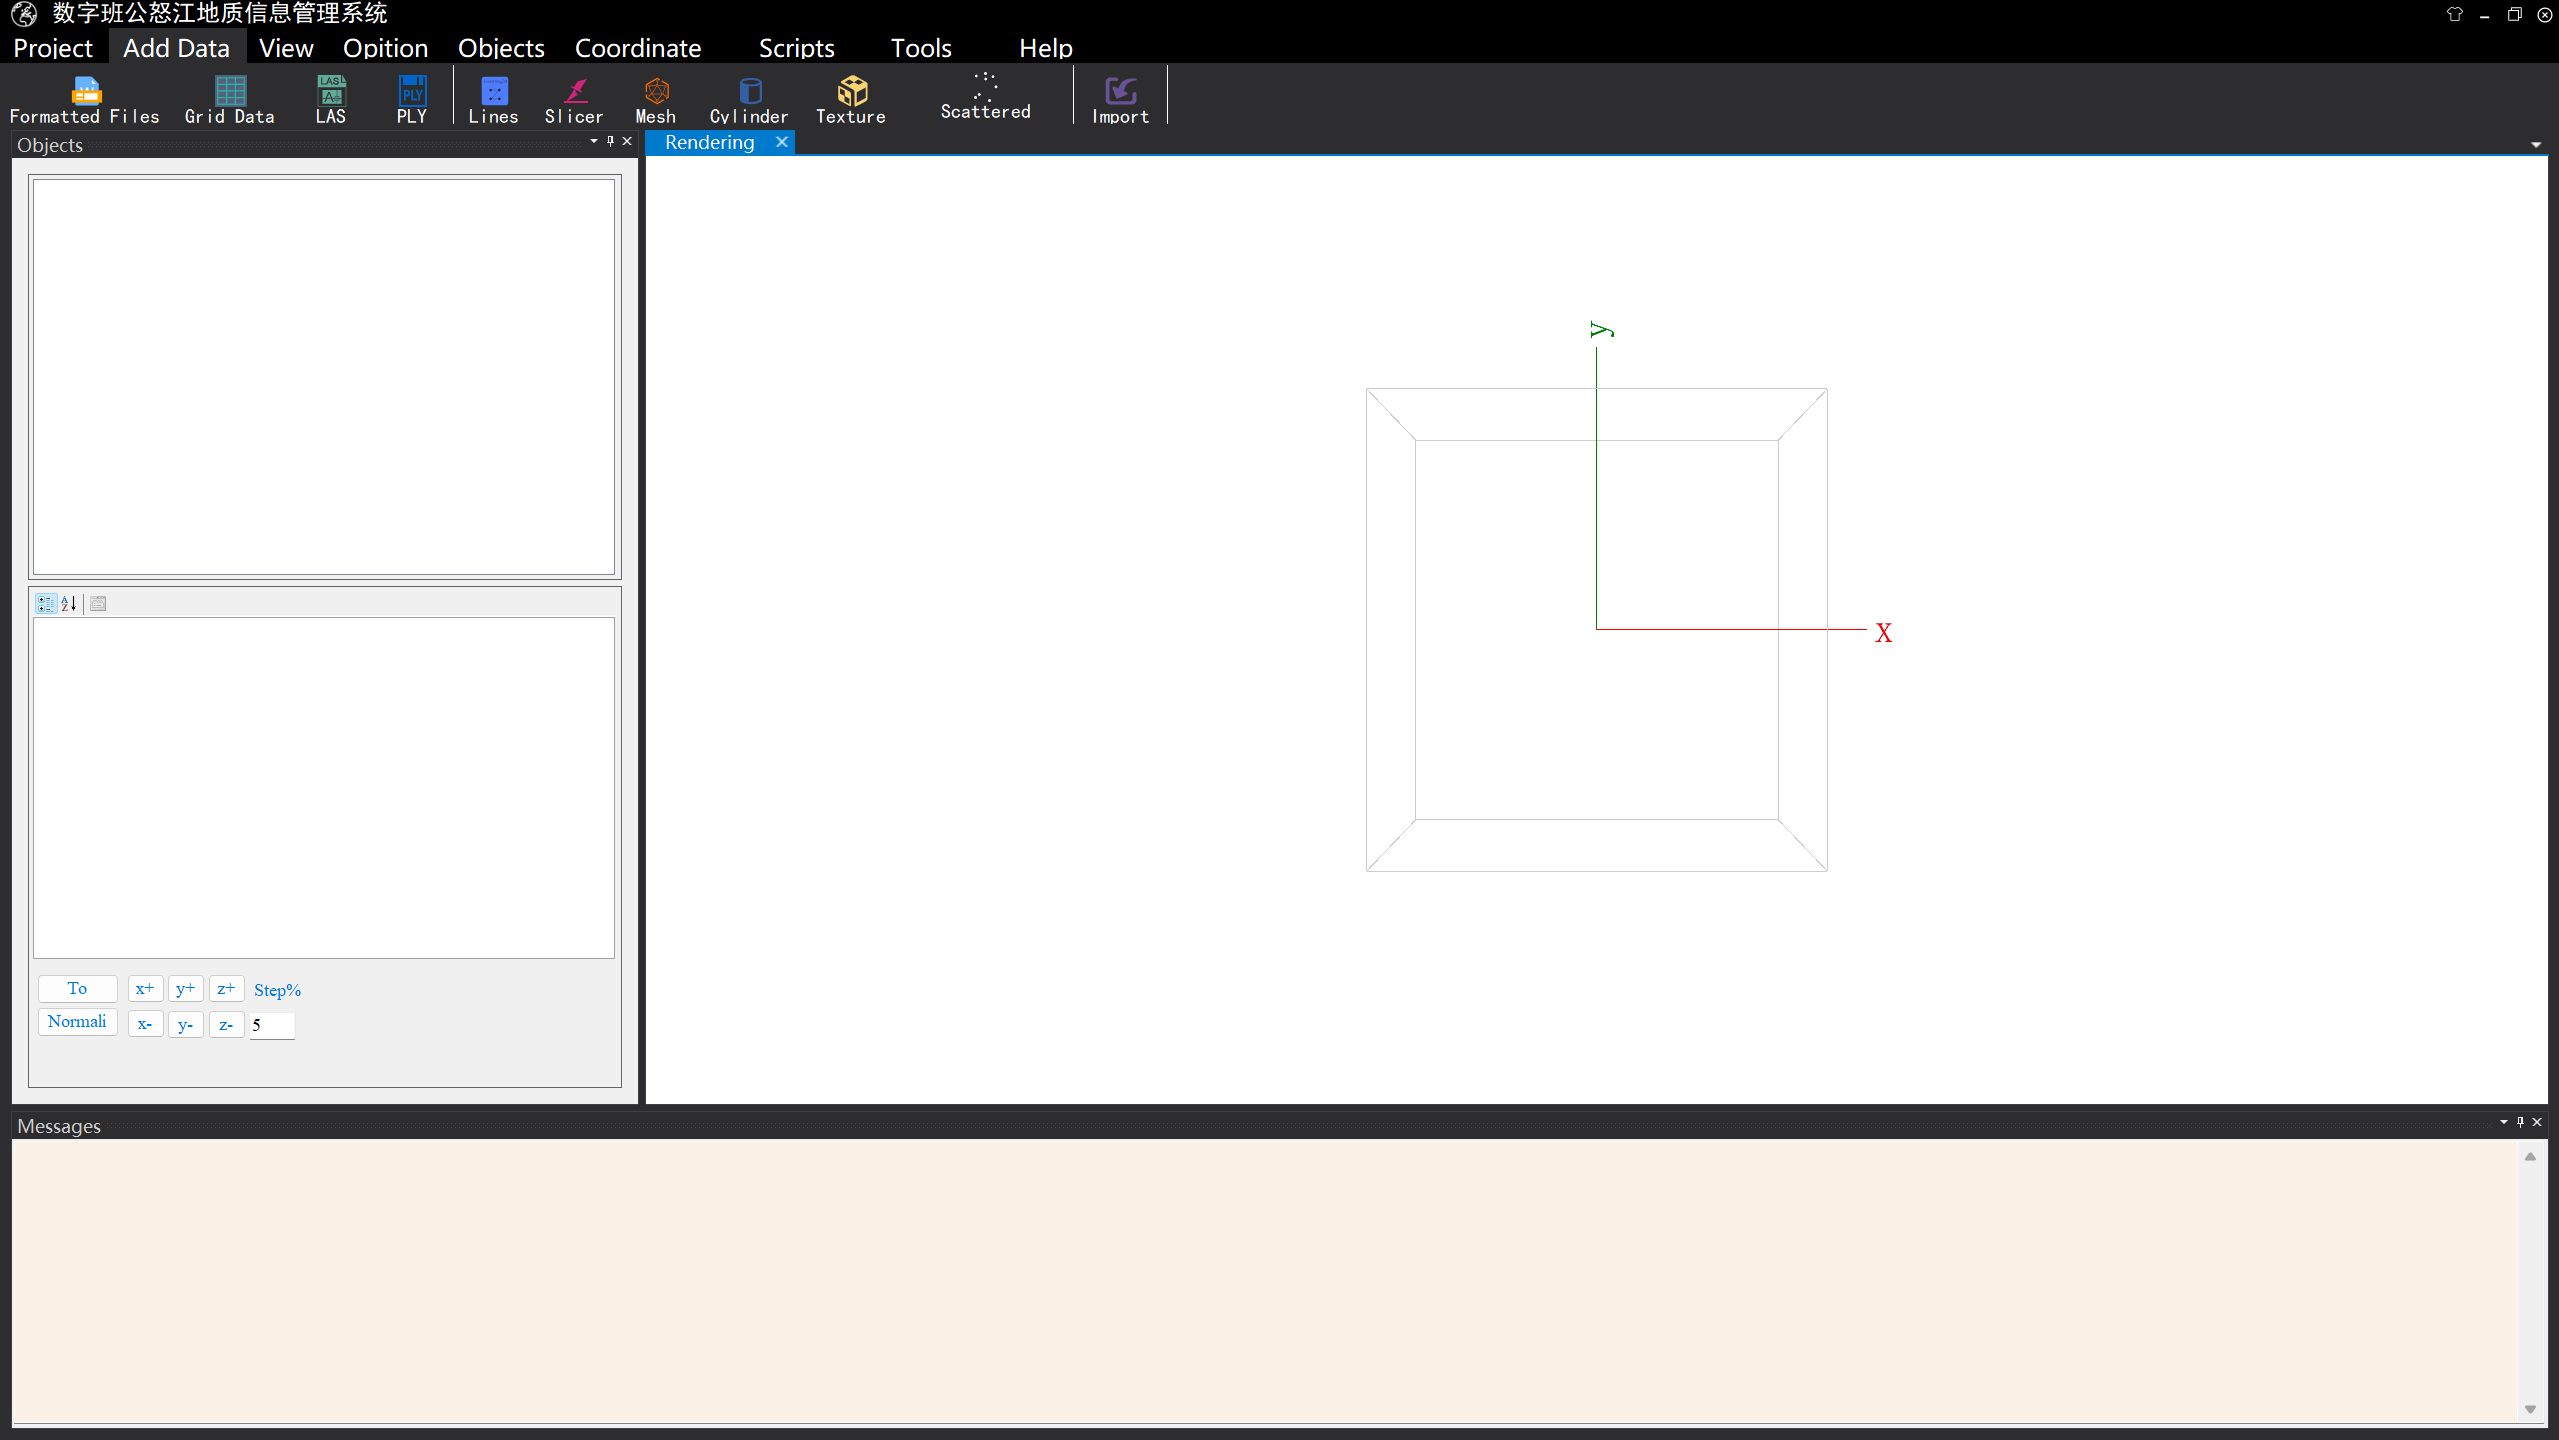 数字班公怒江地质信息管理系统
Project Add Data View Opition Objects Coordinate Scripts Tools Help
LAS PLY
Formatted Files Grid Data LAS PLY Lines Slicer Mesh Cylinder Texture Scattered Import
Objects Rendering
y
X
To x+ y+ z+ Step%
Normali x- y- z- 5
Messages